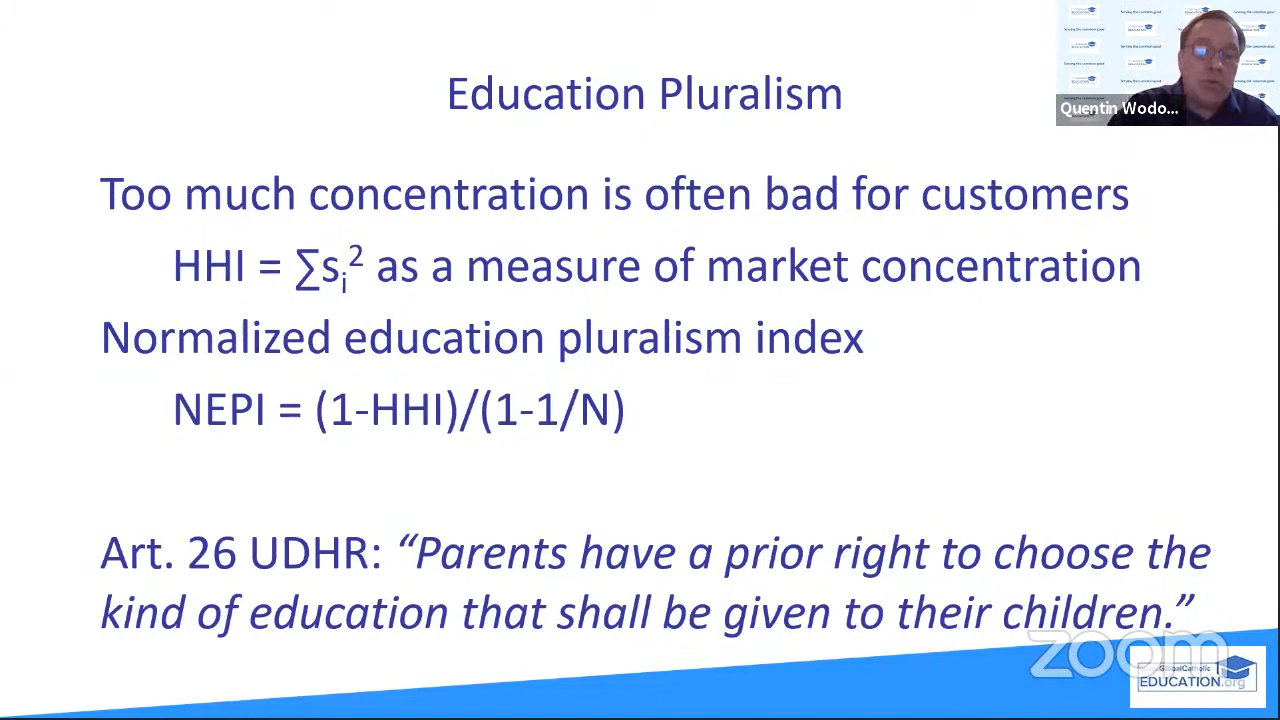 Education Pluralism
Quentin Wodo...
Too much concentration is often bad for customers
HHI = ∑sᵢ² as a measure of market concentration
Normalized education pluralism index
NEPI = (1-HHI)/(1-1/N)
Art. 26 UDHR: “Parents have a prior right to choose the
kind of education that shall be given to their children.”
zoom
GlobalCatholic
EDUCATION.org